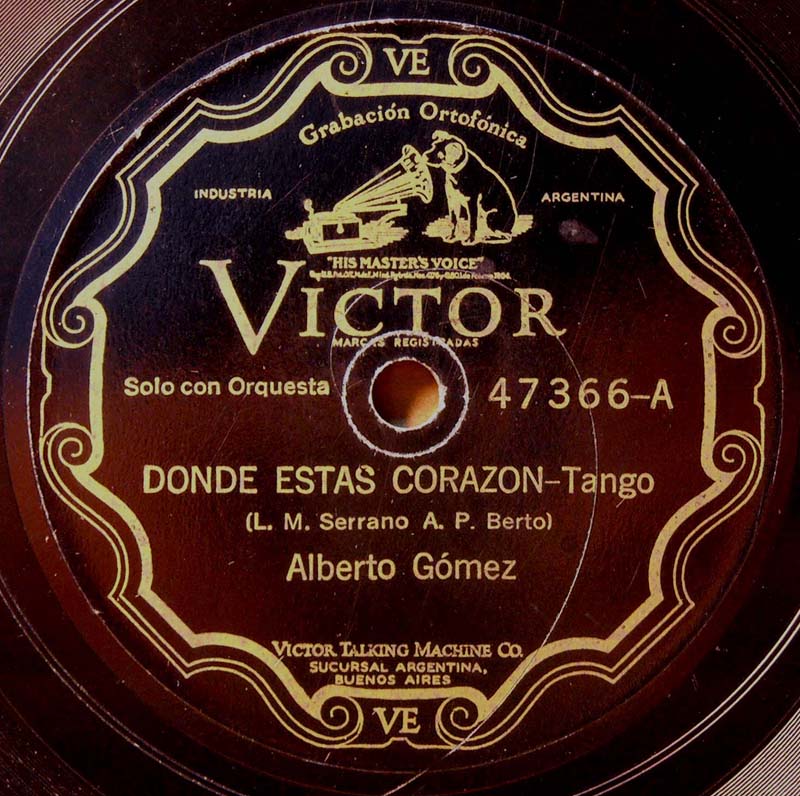 VE
Grabación Ortofónica
INDUSTRIA
ARGENTINA
"HIS MASTER'S VOICE"
VICTOR
MARCAS REGISTRADAS
Solo con Orquesta
47366-A
DONDE ESTAS CORAZON-Tango
(L. M. Serrano A. P. Berto)
Alberto Gómez
VICTOR TALKING MACHINE CO.
SUCURSAL ARGENTINA,
BUENOS AIRES
VE